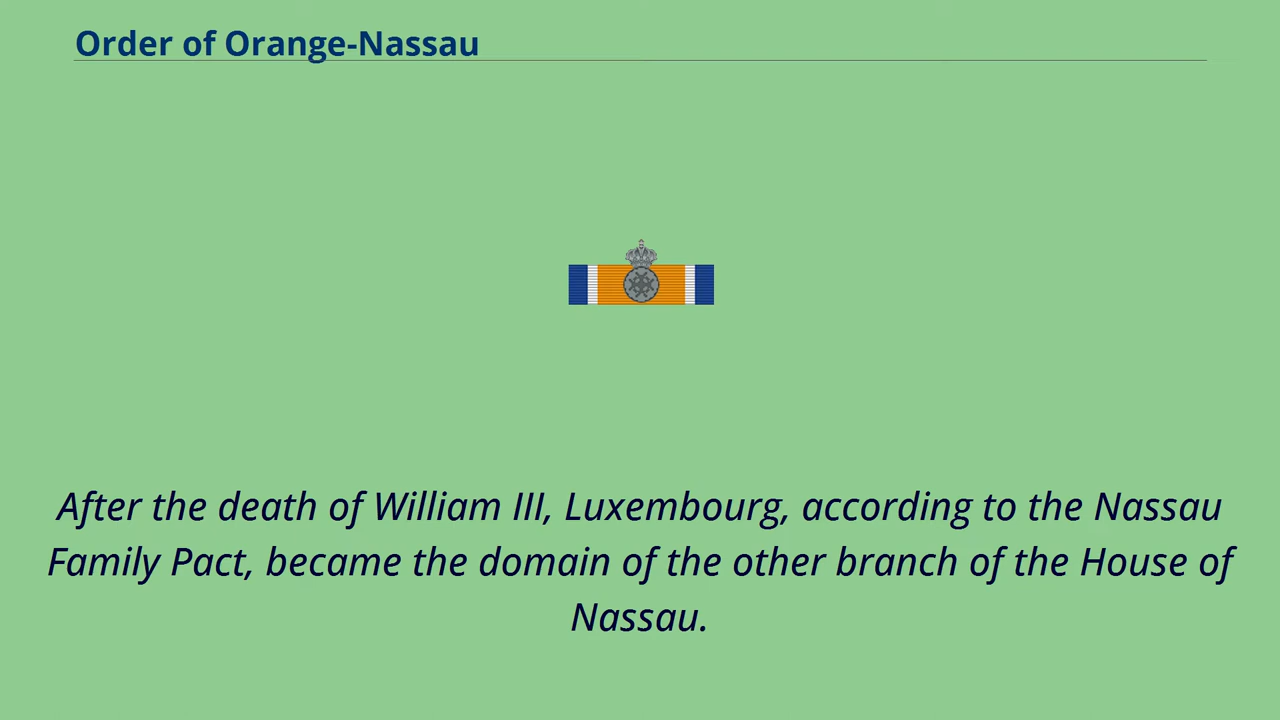 Order of Orange-Nassau
After the death of William III, Luxembourg, according to the Nassau
Family Pact, became the domain of the other branch of the House of
Nassau.